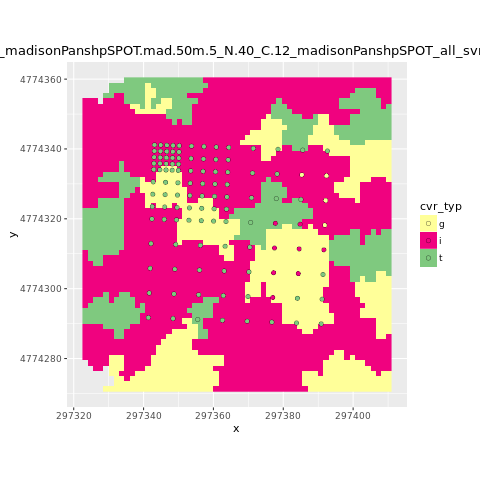 _madisonPanshpSPOT.mad.50m.5_N.40_C.12_madisonPanshpSPOT_all_svr
4774360
4774340
4774320
4774300
4774280
y
297320
297340
297360
297380
297400
x
cvr_typ
g
i
t